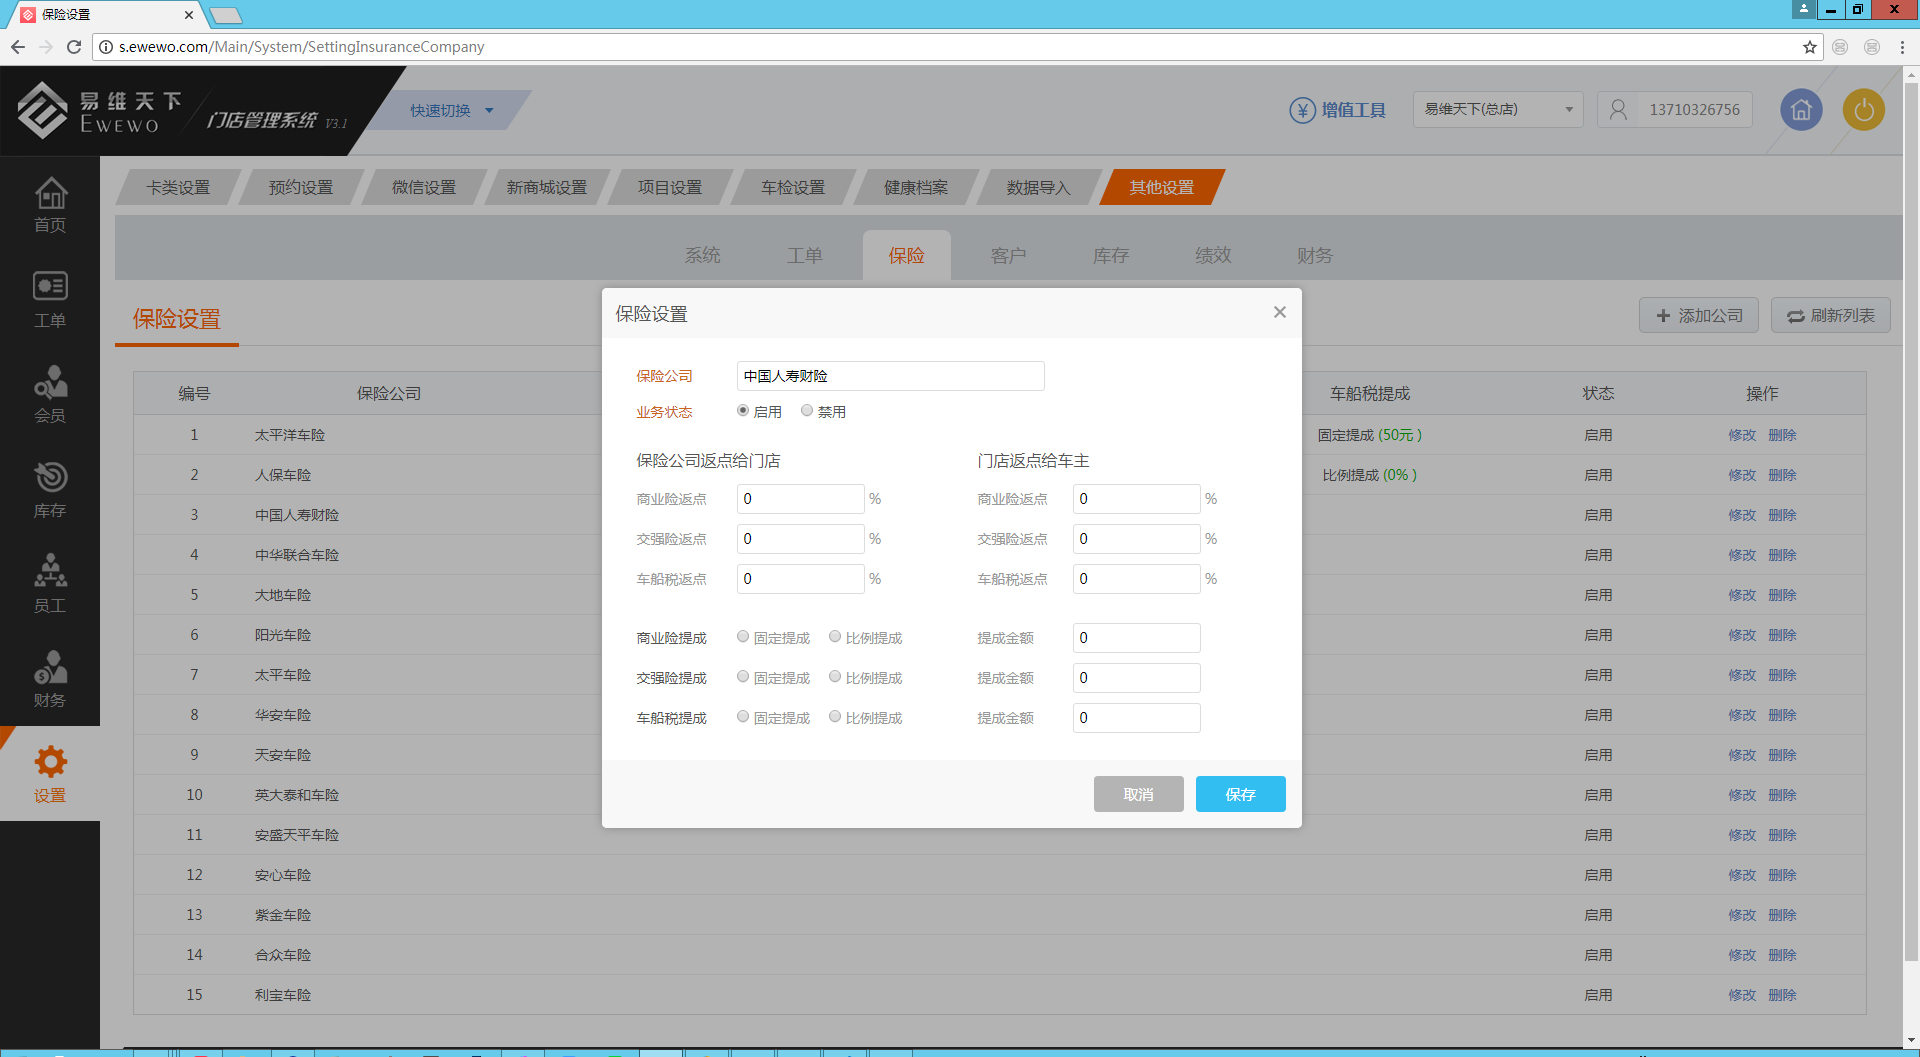 保险设置
s.ewewo.com/Main/System/SettingInsuranceCompany
易维天下
EWEWO
门店管理系统 V3.1
快速切换
增值工具
易维天下(总店)
13710326756
首页
工单
会员
库存
员工
财务
设置
卡类设置 预约设置 微信设置 新商城设置 项目设置 车检设置 健康档案 数据导入 其他设置
系统 工单 保险 客户 库存 绩效 财务
保险设置
添加公司 刷新列表
编号 保险公司 车船税提成 状态 操作
1 太平洋车险 固定提成 (50元 ) 启用 修改 删除
2 人保车险 比例提成 (0% ) 启用 修改 删除
3 中国人寿财险 启用 修改 删除
4 中华联合车险 启用 修改 删除
5 大地车险 启用 修改 删除
6 阳光车险 启用 修改 删除
7 太平车险 启用 修改 删除
8 华安车险 启用 修改 删除
9 天安车险 启用 修改 删除
10 英大泰和车险 启用 修改 删除
11 安盛天平车险 启用 修改 删除
12 安心车险 启用 修改 删除
13 紫金车险 启用 修改 删除
14 合众车险 启用 修改 删除
15 利宝车险 启用 修改 删除
保险设置
保险公司 中国人寿财险
业务状态 启用 禁用
保险公司返点给门店 门店返点给车主
商业险返点 0 % 商业险返点 0 %
交强险返点 0 % 交强险返点 0 %
车船税返点 0 % 车船税返点 0 %
商业险提成 固定提成 比例提成 提成金额 0
交强险提成 固定提成 比例提成 提成金额 0
车船税提成 固定提成 比例提成 提成金额 0
取消 保存